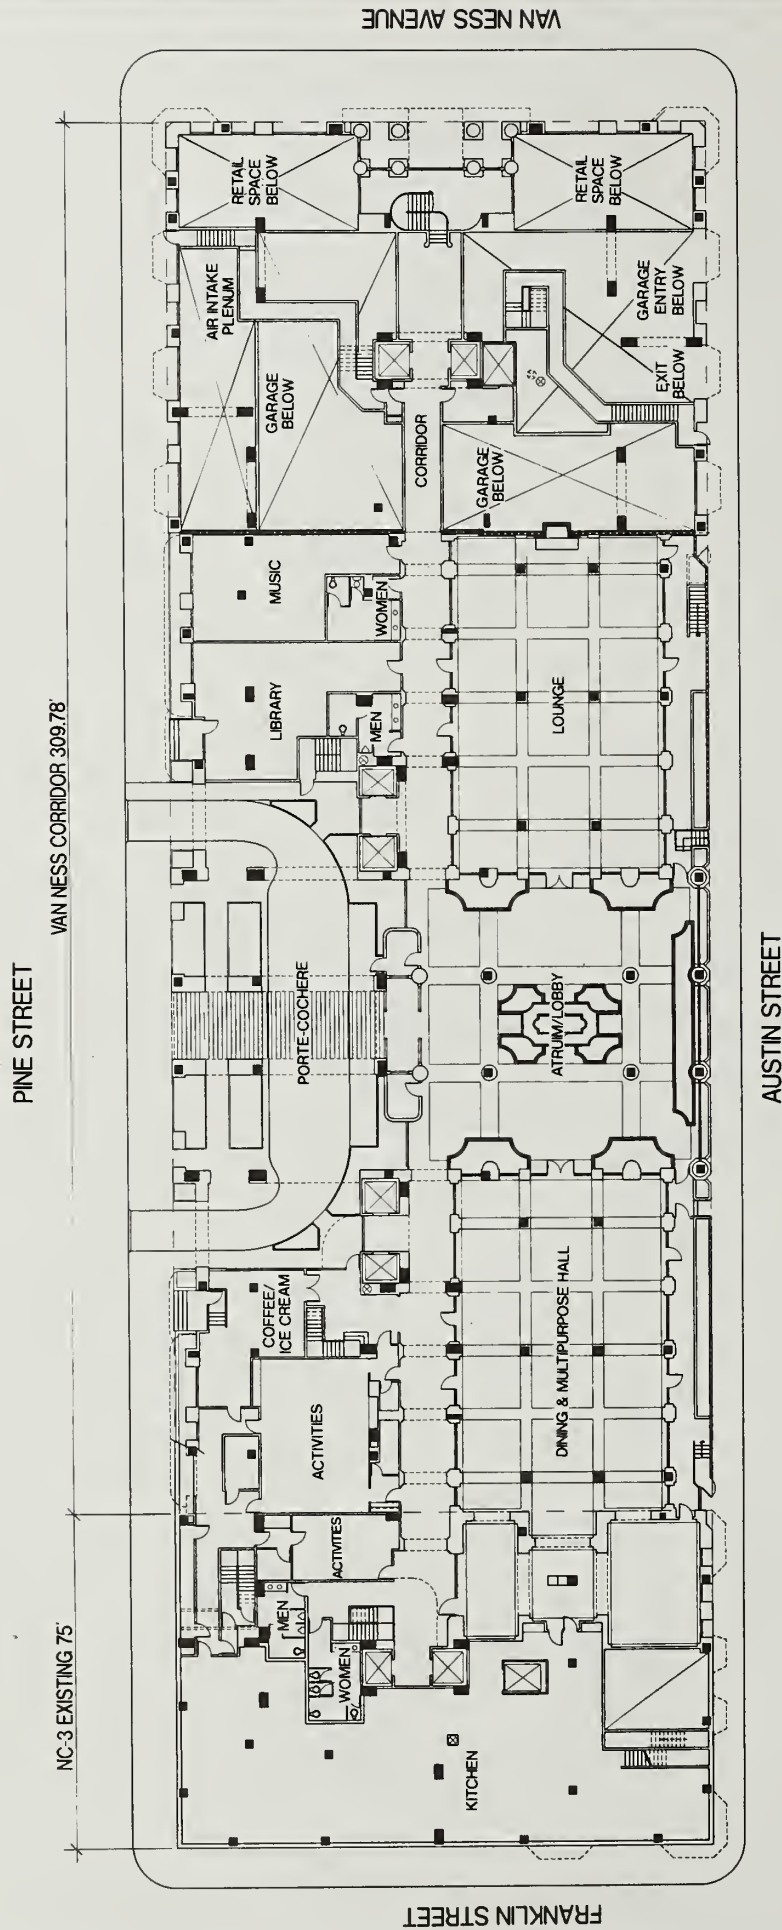 VAN NESS AVENUE
PINE STREET
VAN NESS CORRIDOR 309.78'
NC-3 EXISTING 75'
RETAIL
SPACE
BELOW
RETAIL
SPACE
BELOW
AIR INTAKE
PLENUM
GARAGE
ENTRY
BELOW
EXIT
BELOW
GARAGE
BELOW
CORRIDOR
GARAGE
BELOW
MUSIC
WOMEN
LIBRARY
MEN
LOUNGE
PORTE-COCHERE
ATRUIM/LOBBY
COFFEE/
ICE CREAM
DINING & MULTIPURPOSE HALL
ACTIVITIES
ACTIVITIES
MEN
WOMEN
KITCHEN
AUSTIN STREET
FRANKLIN STREET